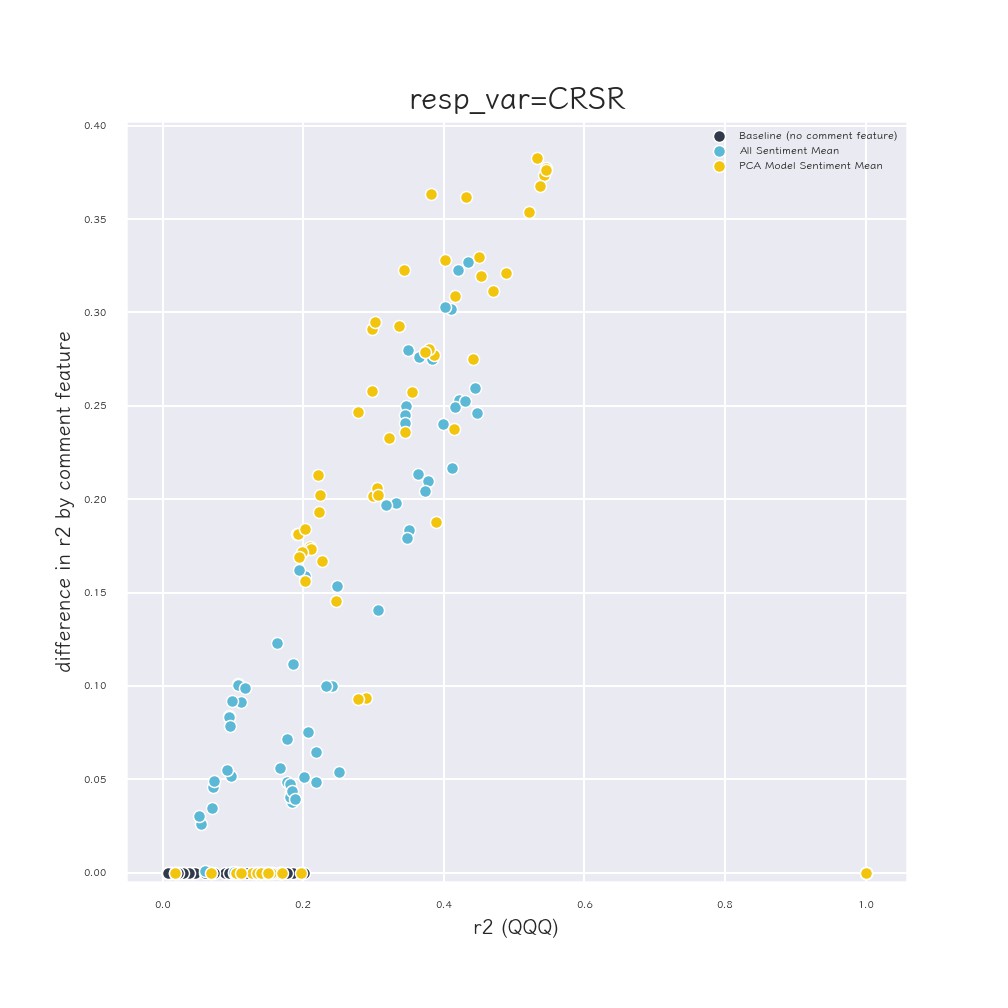 resp_var=CRSR
Baseline (no comment feature)
All Sentiment Mean
PCA Model Sentiment Mean
difference in r2 by comment feature
0.40
0.35
0.30
0.25
0.20
0.15
0.10
0.05
0.00
0.0 0.2 0.4 0.6 0.8 1.0
r2 (QQQ)